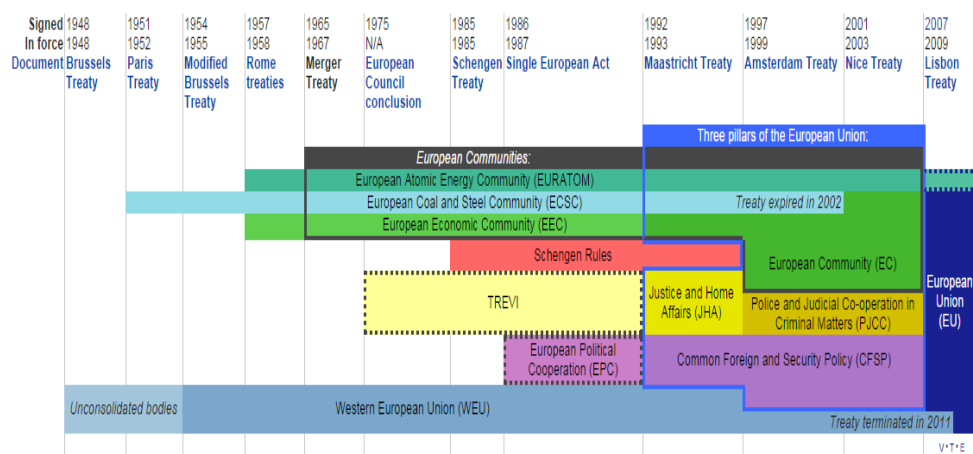 Signed 1948 1951 1954 1957 1965 1975 1985 1986 1992 1997 2001 2007
In force 1948 1952 1955 1958 1967 N/A 1985 1987 1993 1999 2003 2009
Document Brussels Paris Modified Rome Merger European Schengen Single European Act Maastricht Treaty Amsterdam Treaty Nice Treaty Lisbon
Treaty Treaty Brussels treaties Treaty Council Treaty Treaty
Treaty conclusion
Three pillars of the European Union:
European Communities:
European Atomic Energy Community (EURATOM)
European Coal and Steel Community (ECSC) Treaty expired in 2002
European Economic Community (EEC)
Schengen Rules
European Community (EC)
European
Union
(EU)
TREVI
Justice and Home
Affairs (JHA)
Police and Judicial Co-operation in
Criminal Matters (PJCC)
European Political
Cooperation (EPC)
Common Foreign and Security Policy (CFSP)
Unconsolidated bodies Western European Union (WEU)
Treaty terminated in 2011
V•T•E